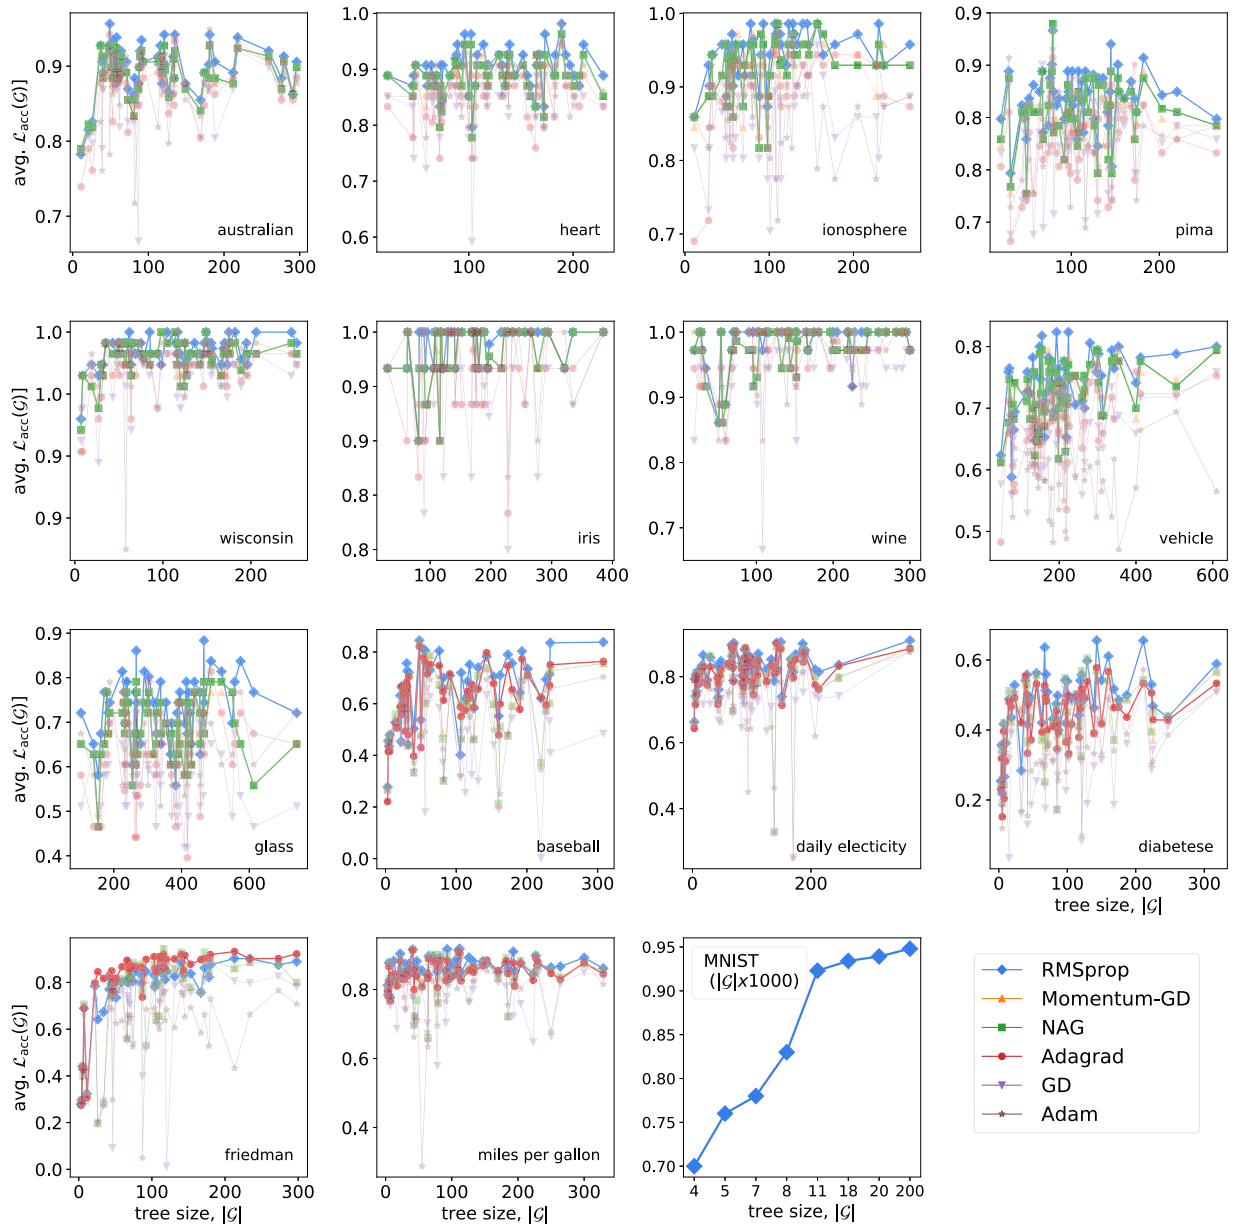 avg. 𝓛acc(𝒢)
0.9
0.8
0.7
0 100 200 300
australian
1.0
0.9
0.8
0.7
0.6
100 200
heart
1.0
0.9
0.8
0.7
0 100 200
ionosphere
0.9
0.8
0.8
0.7
0.7
100 200
pima
avg. 𝓛acc(𝒢)
1.0
1.0
0.9
0.9
0 100 200
wisconsin
1.0
0.9
0.9
0.8
0.8
100 200 300 400
iris
1.0
0.9
0.8
0.7
100 200 300
wine
0.8
0.7
0.6
0.5
200 400 600
vehicle
avg. 𝓛acc(𝒢)
0.9
0.8
0.7
0.6
0.5
0.4
200 400 600
glass
0.8
0.6
0.4
0.2
0.0
0 100 200 300
baseball
0.8
0.6
0.4
0 200
daily electicity
0.6
0.4
0.2
0 100 200 300
diabetese
tree size, |𝒢|
avg. 𝓛acc(𝒢)
0.8
0.6
0.4
0.2
0.0
0 100 200 300
friedman
tree size, |𝒢|
0.8
0.6
0.4
0 100 200 300
miles per gallon
tree size, |𝒢|
0.95
0.90
0.85
0.80
0.75
0.70
MNIST
(|𝒢|x1000)
4 5 7 8 11 18 20 200
tree size, |𝒢|
RMSprop
Momentum-GD
NAG
Adagrad
GD
Adam